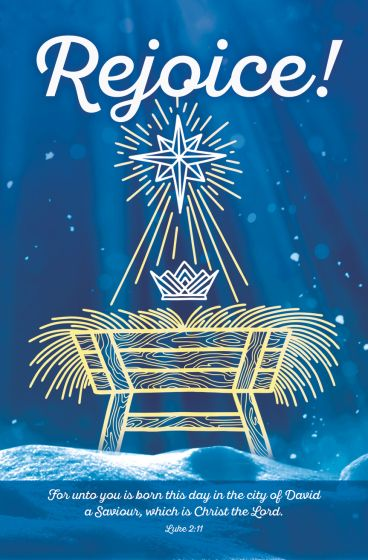 Rejoice!
For unto you is born this day in the city of David
a Saviour, which is Christ the Lord.
Luke 2:11